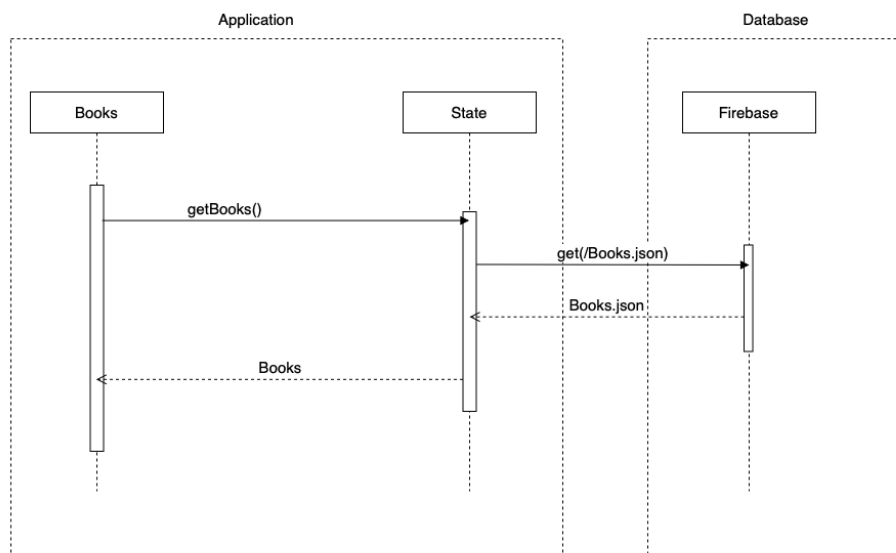 Application
Database
Books
State
Firebase
getBooks()
get(/Books.json)
Books.json
Books